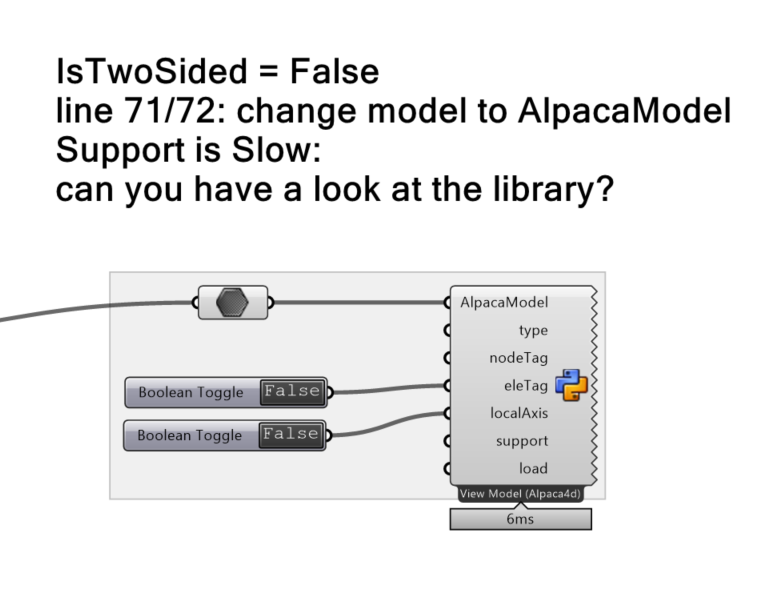 IsTwoSided = False
line 71/72: change model to AlpacaModel
Support is Slow:
can you have a look at the library?
AlpacaModel
type
nodeTag
Boolean Toggle False
eleTag
localAxis
Boolean Toggle False
support
load
View Model (Alpaca4d)
6ms